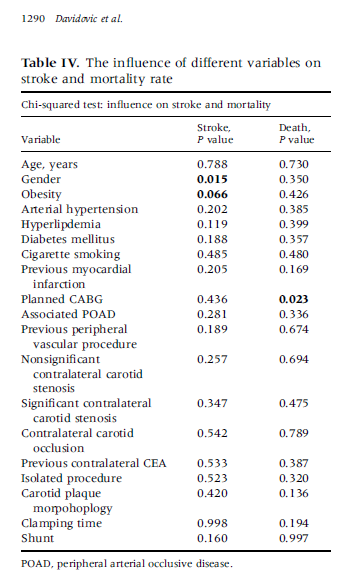 1290 Davidovic et al.
Table IV. The influence of different variables on
stroke and mortality rate
Chi-squared test: influence on stroke and mortality
Variable Stroke, P value Death, P value
Age, years 0.788 0.730
Gender 0.015 0.350
Obesity 0.066 0.426
Arterial hypertension 0.202 0.385
Hyperlipdemia 0.119 0.399
Diabetes mellitus 0.188 0.357
Cigarette smoking 0.485 0.480
Previous myocardial 0.205 0.169
infarction
Planned CABG 0.436 0.023
Associated POAD 0.281 0.336
Previous peripheral 0.189 0.674
vascular procedure
Nonsignificant 0.257 0.694
contralateral carotid
stenosis
Significant contralateral 0.347 0.475
carotid stenosis
Contralateral carotid 0.542 0.789
occlusion
Previous contralateral CEA 0.533 0.387
Isolated procedure 0.523 0.320
Carotid plaque 0.420 0.136
morpohoplogy
Clamping time 0.998 0.194
Shunt 0.160 0.997
POAD, peripheral arterial occlusive disease.